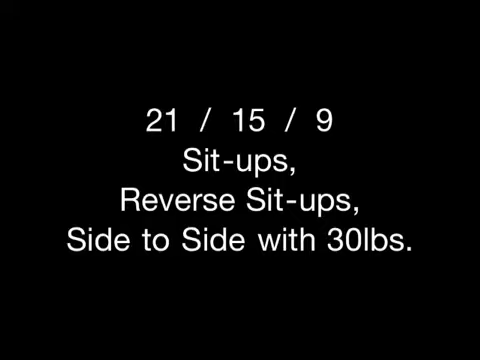 21 / 15 / 9
Sit-ups,
Reverse Sit-ups,
Side to Side with 30lbs.